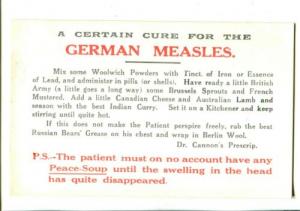 A CERTAIN CURE FOR THE
GERMAN MEASLES.
Mix some Woolwich Powders with Tinct. of Iron or Essence
of Lead, and administer in pills (or shells). Have ready a little British
Army (a little goes a long way) some Brussels Sprouts and French
Mustered. Add a little Canadian Cheese and Australian Lamb and
season with the best Indian Curry. Set it on a Kitchener and keep
stirring until quite hot.
If this does not make the Patient perspire freely, rub the best
Russian Bears' Grease on his chest and wrap in Berlin Wool.
Dr. Cannon's Prescrip.
P.S.-The patient must on no account have any
Peace-Soup until the swelling in the head
has quite disappeared.